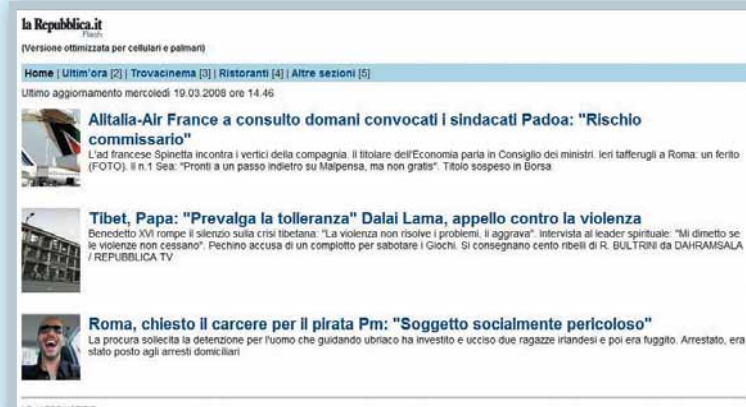 la Repubblica.it
Flash
(Versione ottimizzata per cellulari e palmari)
Home | Ultim'ora [2] | Trovacinema [3] | Ristoranti [4] | Altre sezioni [5]
Ultimo aggiornamento mercoledì 19.03.2008 ore 14.46
Alitalia-Air France a consulto domani convocati i sindacati Padoa: "Rischio
commissario"
L'ad francese Spinetta incontra i vertici della compagnia. Il titolare dell'Economia parla in Consiglio dei ministri. Ieri tafferugli a Roma: un ferito
(FOTO). Il n.1 Sea: "Pronti a un passo indietro su Malpensa, ma non gratis". Titolo sospeso in Borsa
Tibet, Papa: "Prevalga la tolleranza" Dalai Lama, appello contro la violenza
Benedetto XVI rompe il silenzio sulla crisi tibetana: "La violenza non risolve i problemi, li aggrava". Intervista al leader spirituale: "Mi dimetto se
le violenze non cessano". Pechino accusa di un complotto per sabotare i Giochi. Si consegnano cento ribelli di R. BULTRINI da DAHRAMSALA
/ REPUBBLICA TV
Roma, chiesto il carcere per il pirata Pm: "Soggetto socialmente pericoloso"
La procura sollecita la detenzione per l'uomo che guidando ubriaco ha investito e ucciso due ragazze irlandesi e poi era fuggito. Arrestato, era
stato posto agli arresti domiciliari